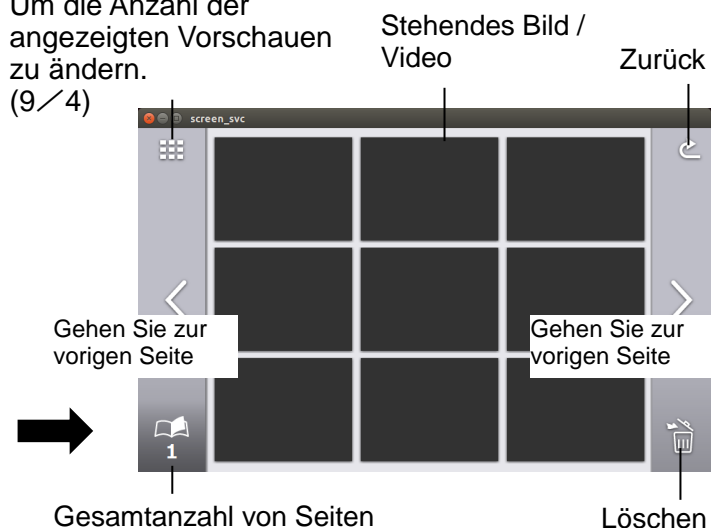 Um die Anzahl der
angezeigten Vorschauen
zu ändern.
(9／4)
Stehendes Bild /
Video
Zurück
screen_svc
Gehen Sie zur
vorigen Seite
Gehen Sie zur
vorigen Seite
1
Gesamtanzahl von Seiten
Löschen